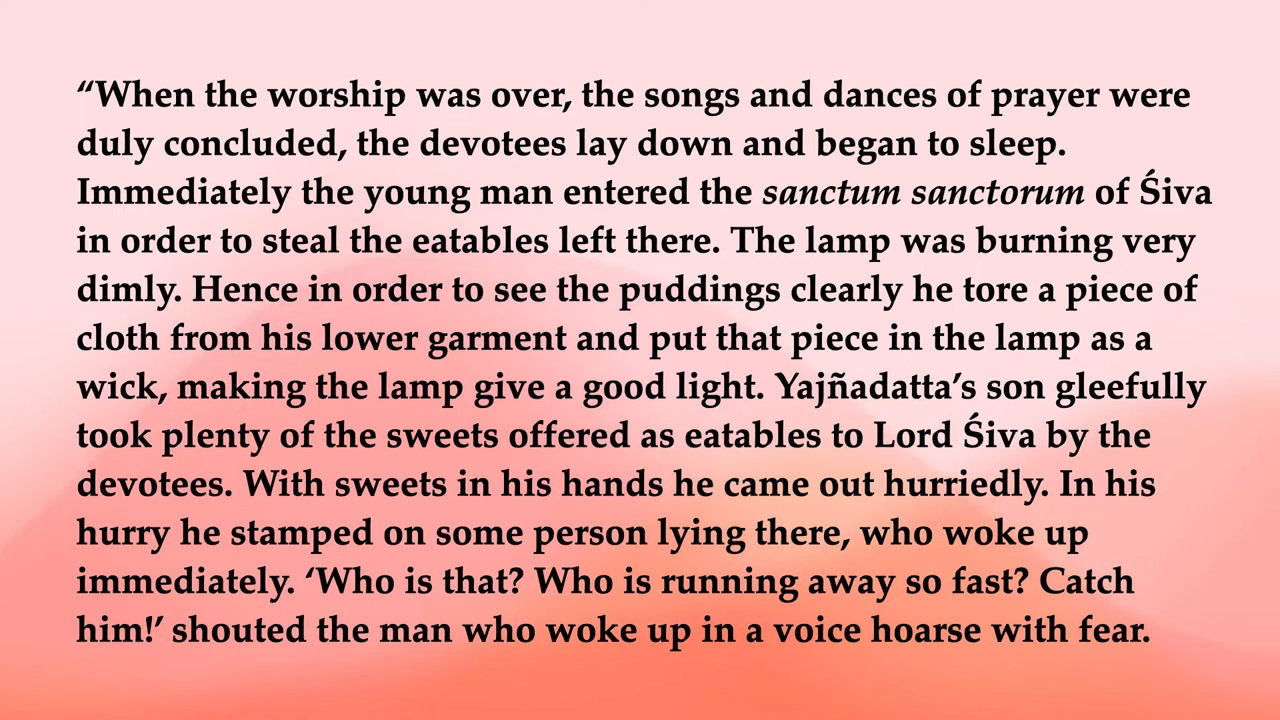 “When the worship was over, the songs and dances of prayer were
duly concluded, the devotees lay down and began to sleep.
Immediately the young man entered the sanctum sanctorum of Śiva
in order to steal the eatables left there. The lamp was burning very
dimly. Hence in order to see the puddings clearly he tore a piece of
cloth from his lower garment and put that piece in the lamp as a
wick, making the lamp give a good light. Yajñadatta’s son gleefully
took plenty of the sweets offered as eatables to Lord Śiva by the
devotees. With sweets in his hands he came out hurriedly. In his
hurry he stamped on some person lying there, who woke up
immediately. ‘Who is that? Who is running away so fast? Catch
him!’ shouted the man who woke up in a voice hoarse with fear.